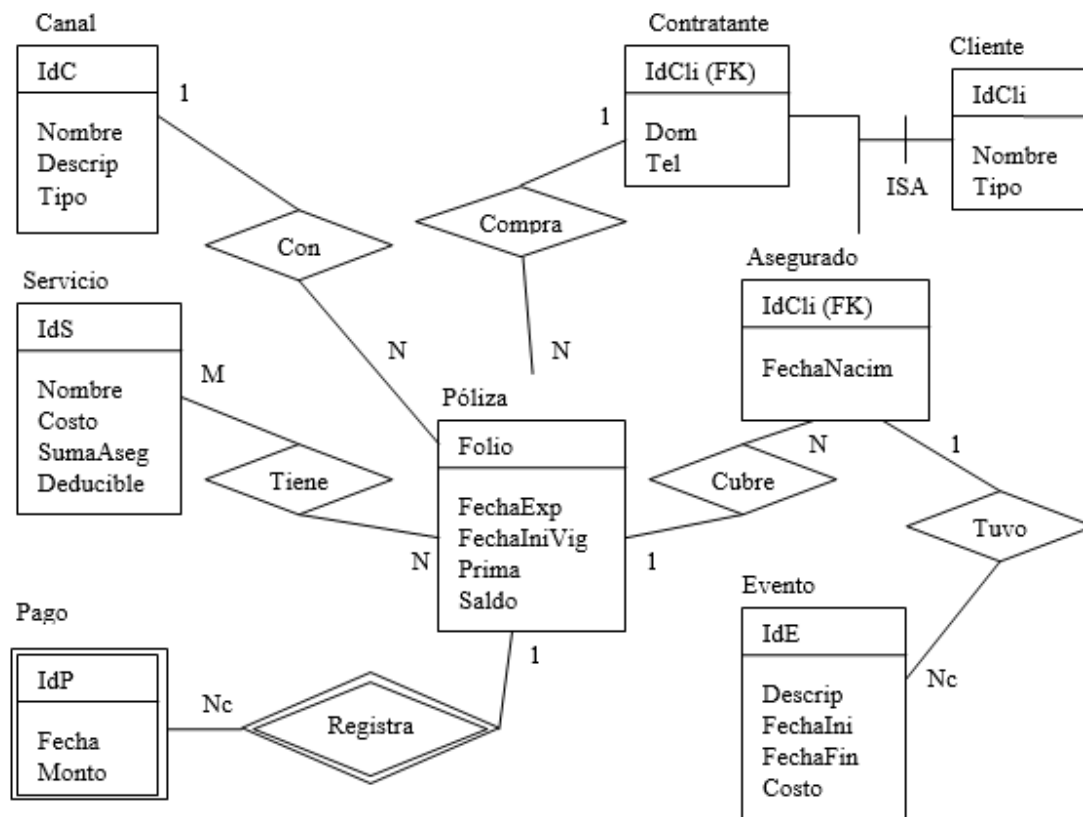 Canal
IdC
Nombre
Descrip
Tipo
1
Con
N
Contratante
IdCli (FK)
Dom
Tel
1
Compra
N
Cliente
IdCli
Nombre
Tipo
ISA
Servicio
IdS
Nombre
Costo
SumaAseg
Deducible
M
Tiene
N
Póliza
Folio
FechaExp
FechaIniVig
Prima
Saldo
Asegurado
IdCli (FK)
FechaNacim
N
Cubre
1
1
Tuvo
Nc
Evento
IdE
Descrip
FechaIni
FechaFin
Costo
Pago
IdP
Fecha
Monto
Nc
Registra
1